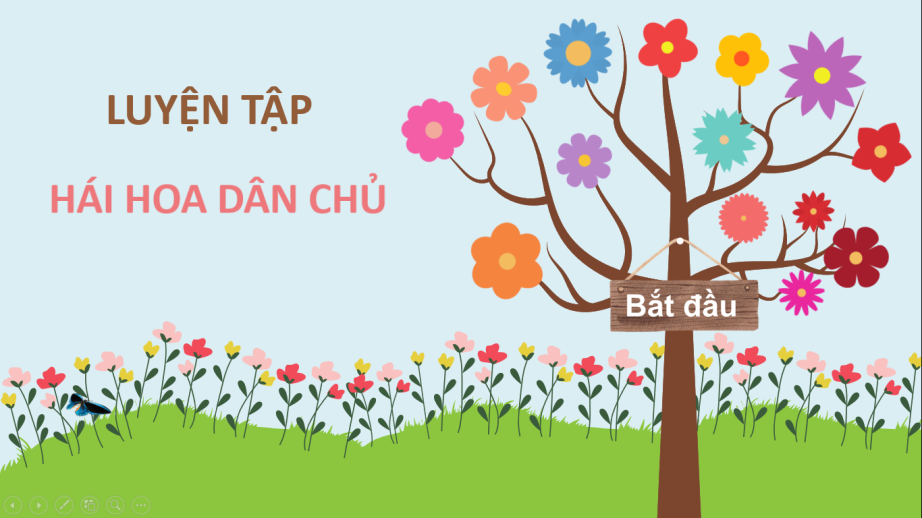 LUYỆN TẬP
HÁI HOA DÂN CHỦ
Bắt đầu